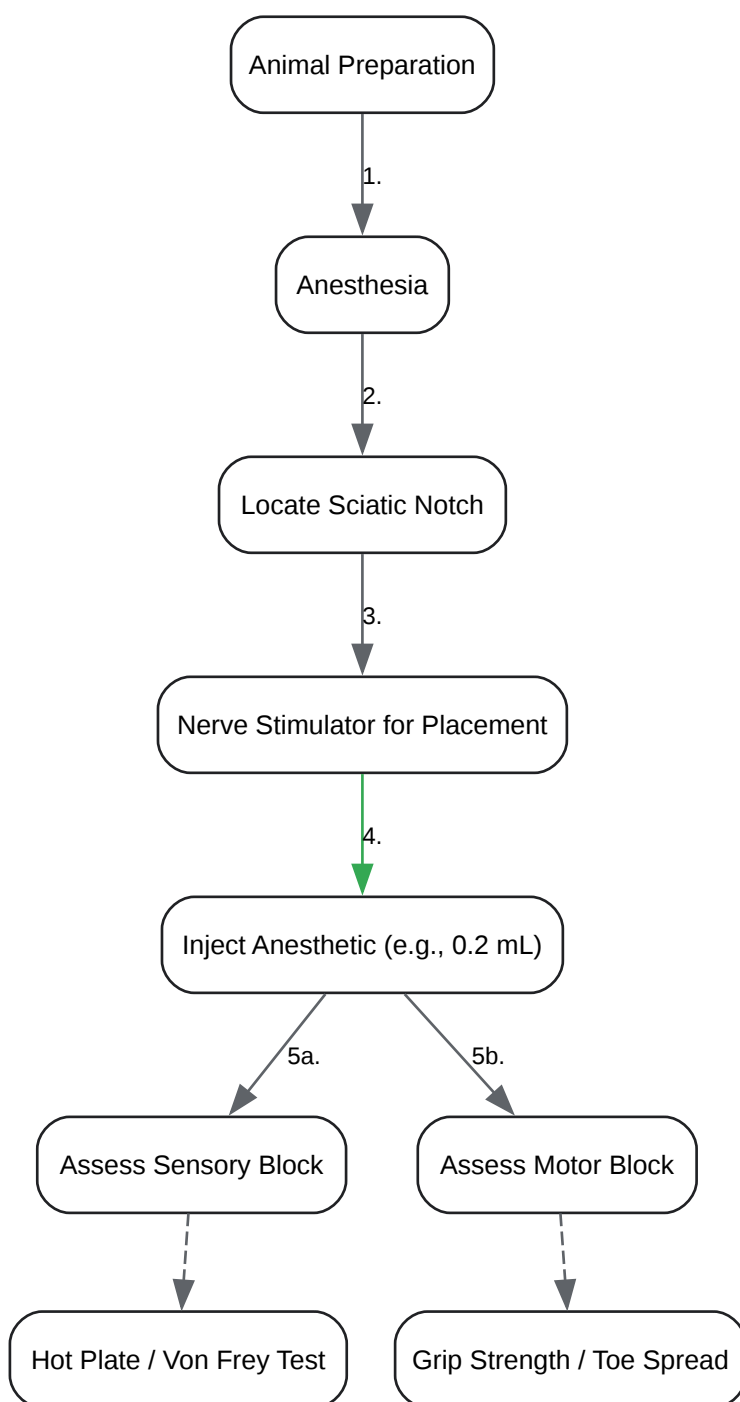 Animal Preparation
1.
Anesthesia
2.
Locate Sciatic Notch
3.
Nerve Stimulator for Placement
4.
Inject Anesthetic (e.g., 0.2 mL)
5a.
5b.
Assess Sensory Block
Assess Motor Block
Hot Plate / Von Frey Test
Grip Strength / Toe Spread